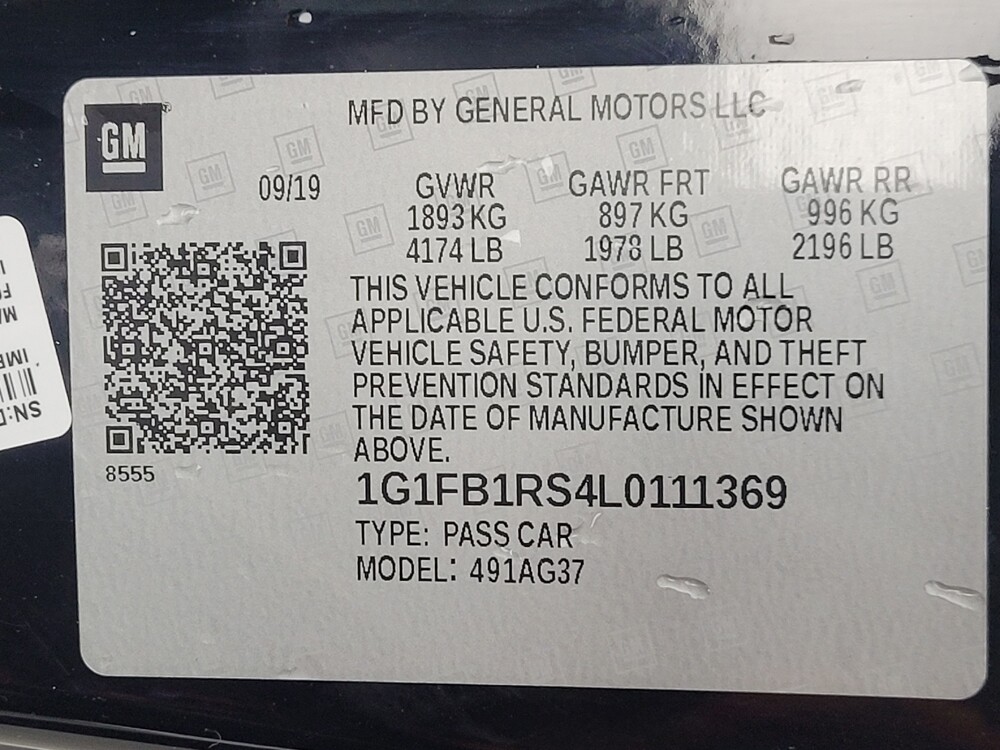 GM
MFD BY GENERAL MOTORS LLC
09/19
GVWR GAWR FRT GAWR RR
1893 KG 897 KG 996 KG
4174 LB 1978 LB 2196 LB
THIS VEHICLE CONFORMS TO ALL
APPLICABLE U.S. FEDERAL MOTOR
VEHICLE SAFETY, BUMPER, AND THEFT
PREVENTION STANDARDS IN EFFECT ON
THE DATE OF MANUFACTURE SHOWN
ABOVE.
8555
1G1FB1RS4L0111369
TYPE: PASS CAR
MODEL: 491AG37